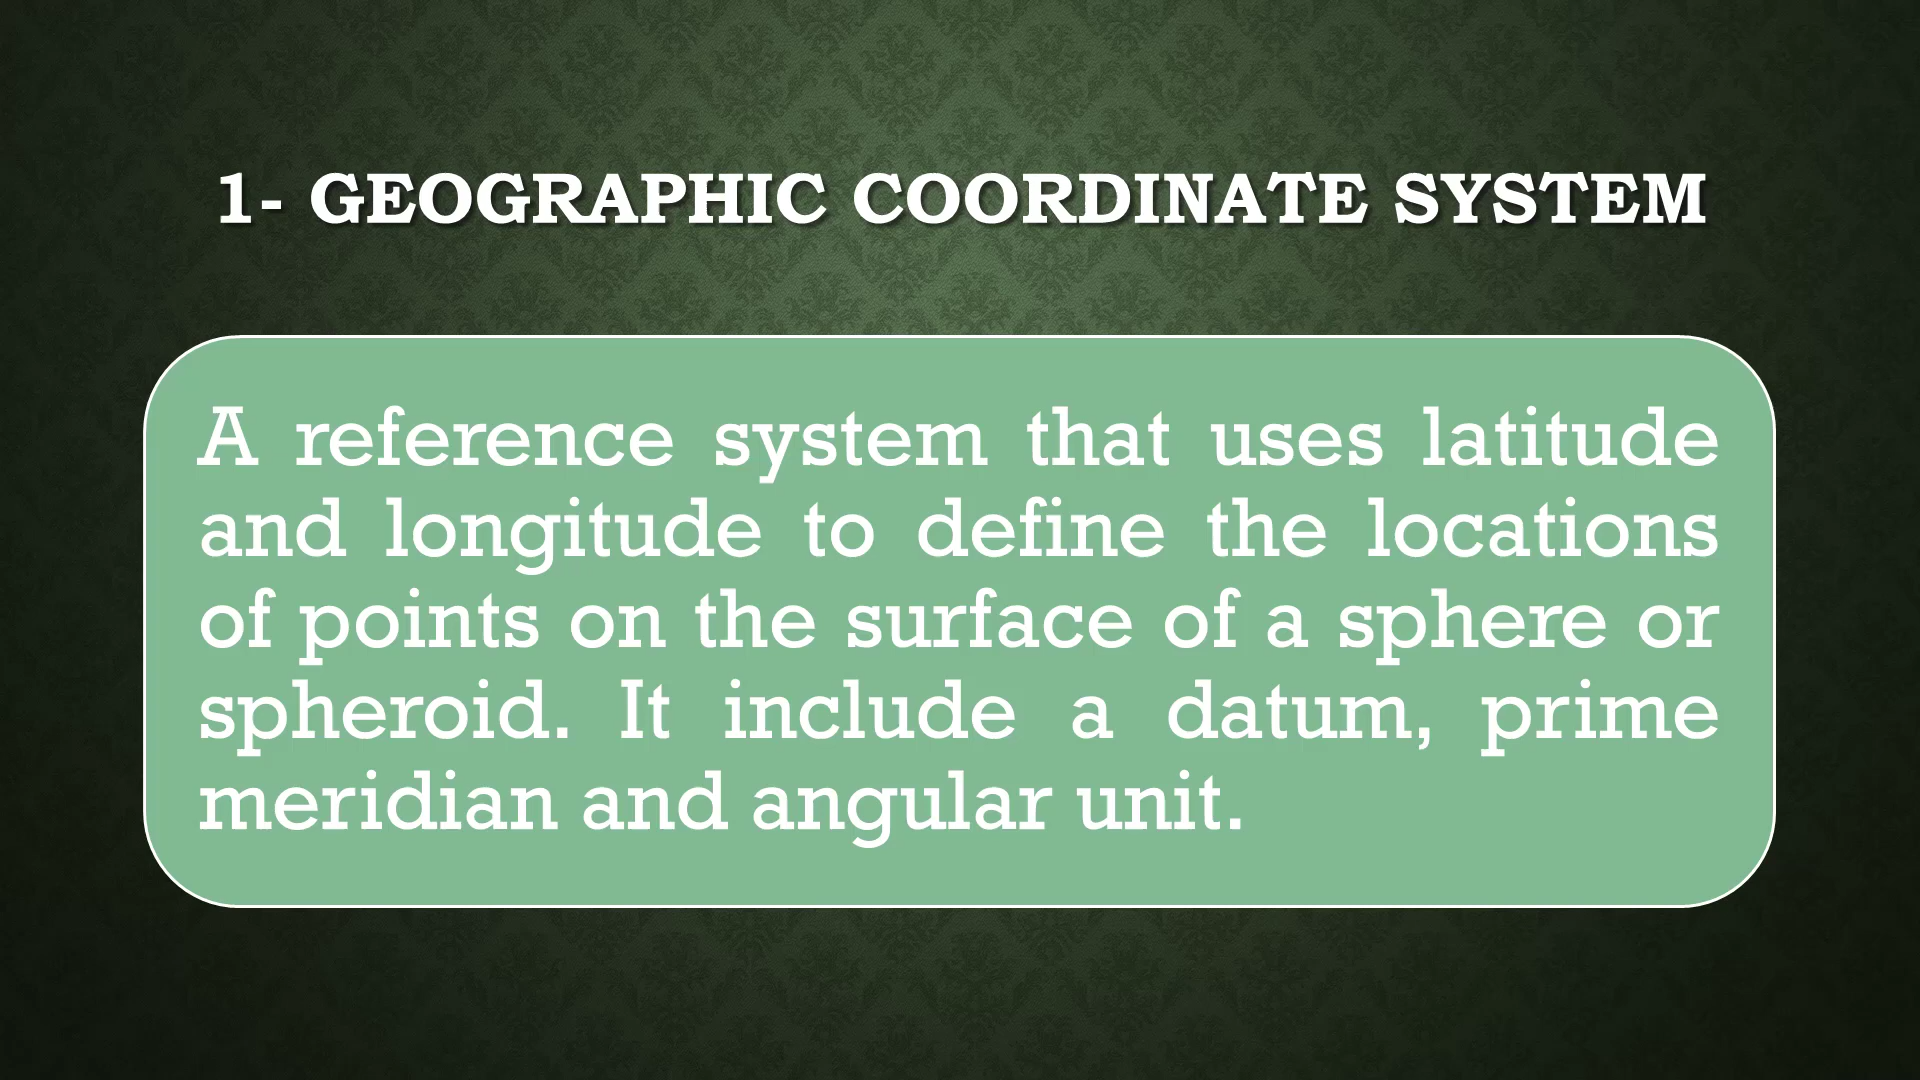 1- GEOGRAPHIC COORDINATE SYSTEM
A reference system that uses latitude
and longitude to define the locations
of points on the surface of a sphere or
spheroid. It include a datum, prime
meridian and angular unit.